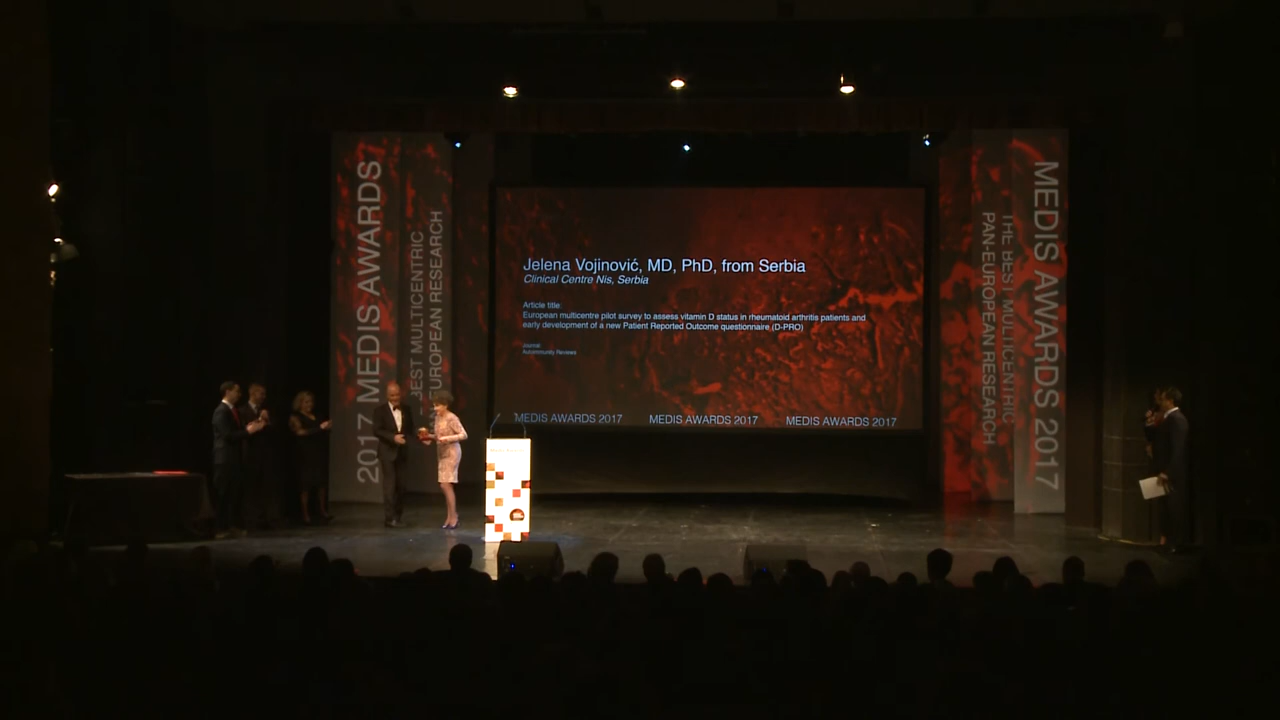 2017 MEDIS AWARDS
BEST MULTICENTRIC
EUROPEAN RESEARCH
Jelena Vojinović, MD, PhD, from Serbia
Clinical Centre Nis, Serbia
Article title:
European multicentre pilot survey to assess vitamin D status in rheumatoid arthritis patients and
early development of a new Patient Reported Outcome questionnaire (D-PRO)
Journal:
Autoimmunity Reviews
MEDIS AWARDS 2017 MEDIS AWARDS 2017 MEDIS AWARDS 2017
MEDIS AWARDS 2017
THE BEST MULTICENTRIC
PAN-EUROPEAN RESEARCH